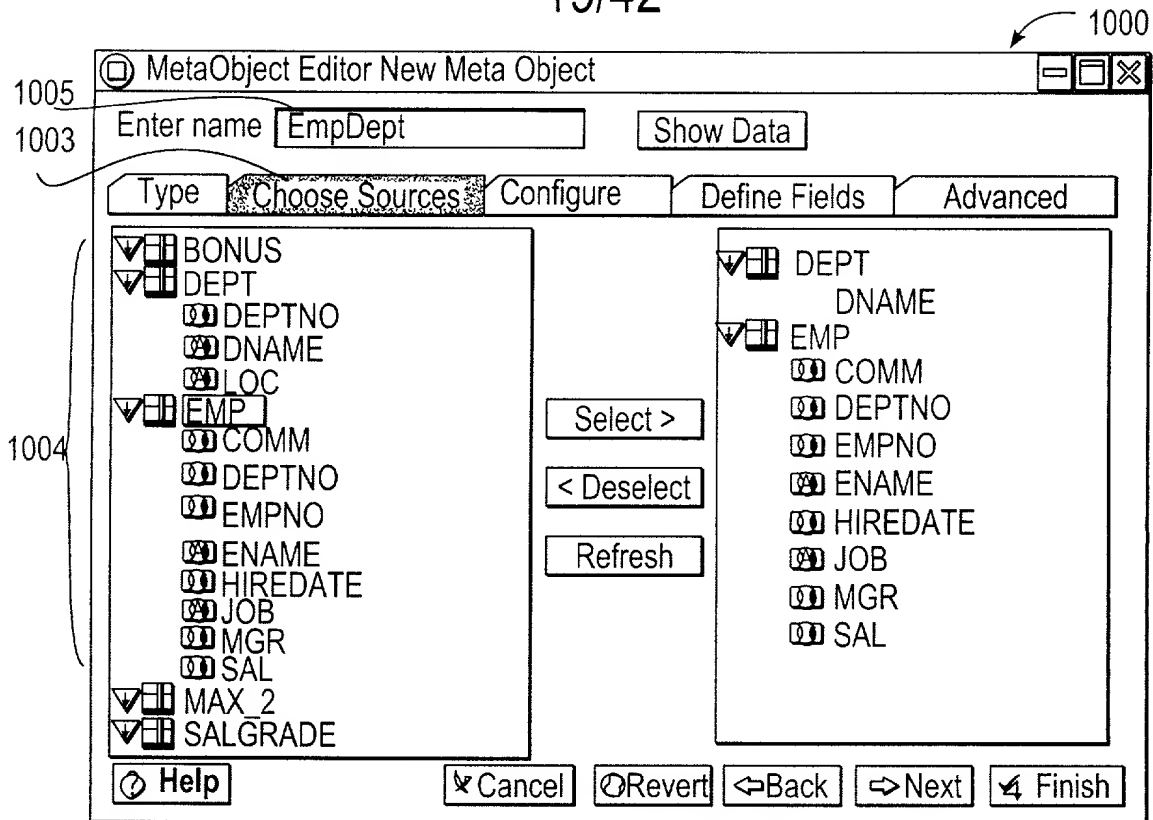 1000
MetaObject Editor New Meta Object
1005
Enter name EmpDept Show Data
1003
Type Choose Sources Configure Define Fields Advanced
1004
BONUS
DEPT
DEPTNO
DNAME
LOC
EMP
COMM
DEPTNO
EMPNO
ENAME
HIREDATE
JOB
MGR
SAL
MAX_2
SALGRADE
Select >
< Deselect
Refresh
DEPT
DNAME
EMP
COMM
DEPTNO
EMPNO
ENAME
HIREDATE
JOB
MGR
SAL
Help Cancel Revert Back Next Finish